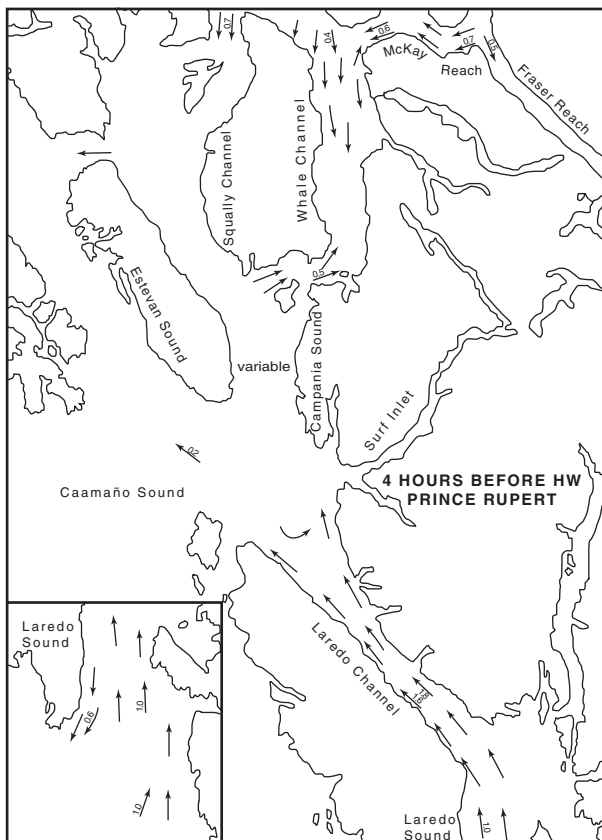 0.7
0.4
0.6
0.7
0.5
McKay
Reach
Fraser Reach
Squally Channel
Whale Channel
0.5
Estevan Sound
variable
Campania Sound
Surf Inlet
0.2
Caamaño Sound
4 HOURS BEFORE HW
PRINCE RUPERT
Laredo Channel
1.8
Laredo
Sound
0.6
1.0
1.0
Laredo
Sound
1.0